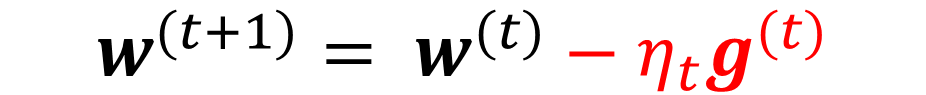 w^(t+1) = w^(t) − η_t g^(t)